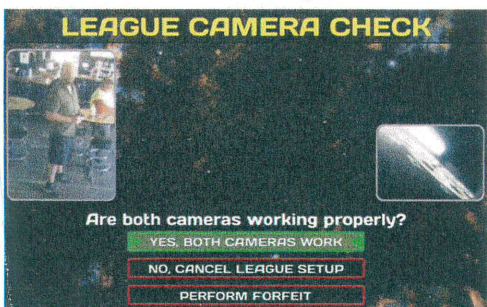 LEAGUE CAMERA CHECK
Are both cameras working properly?
YES, BOTH CAMERAS WORK
NO, CANCEL LEAGUE SETUP
PERFORM FORFEIT